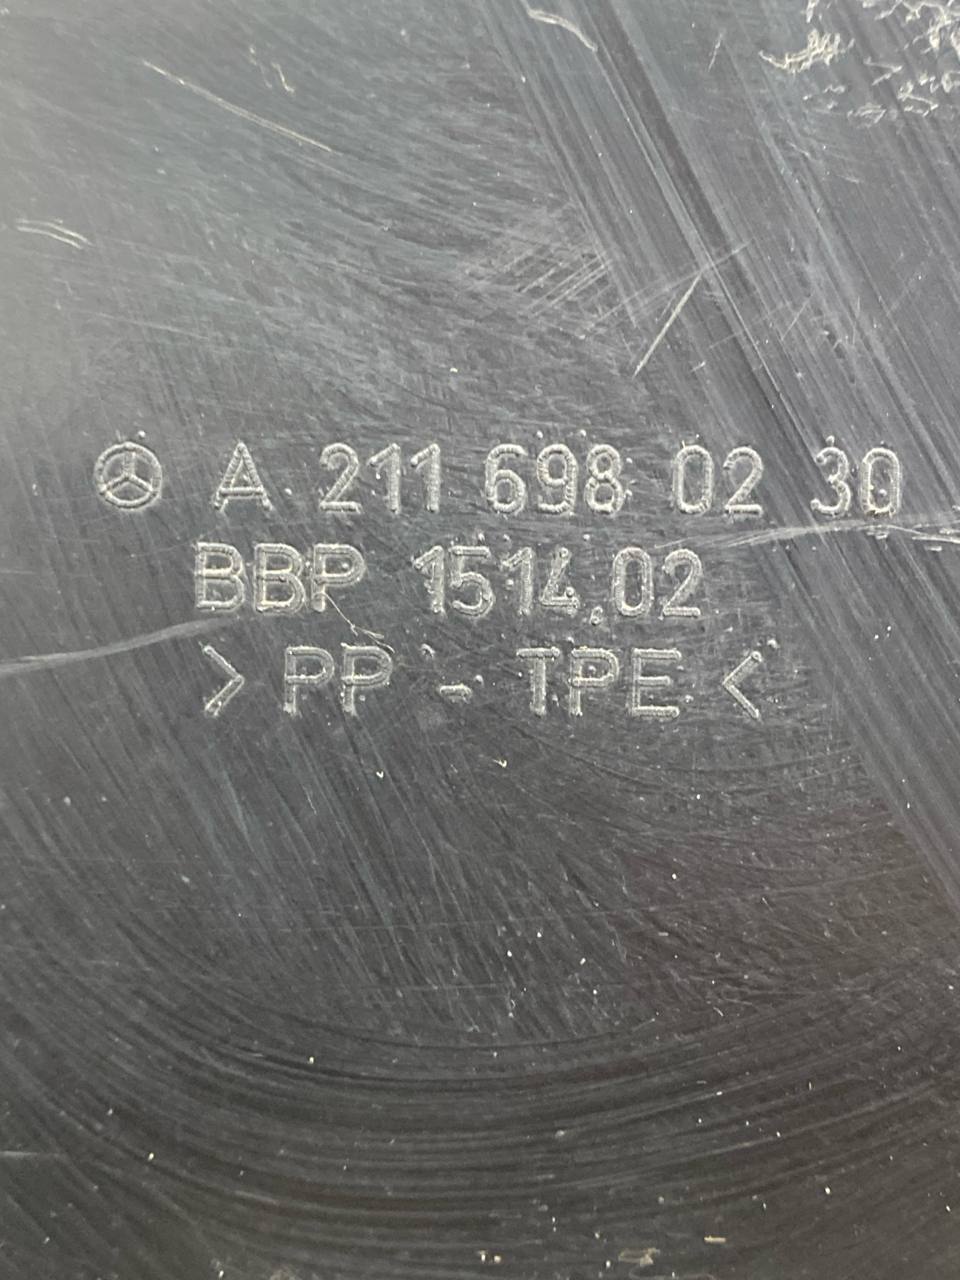 A 211 698 02 30
BBP 1514.02
> PP - TPE <